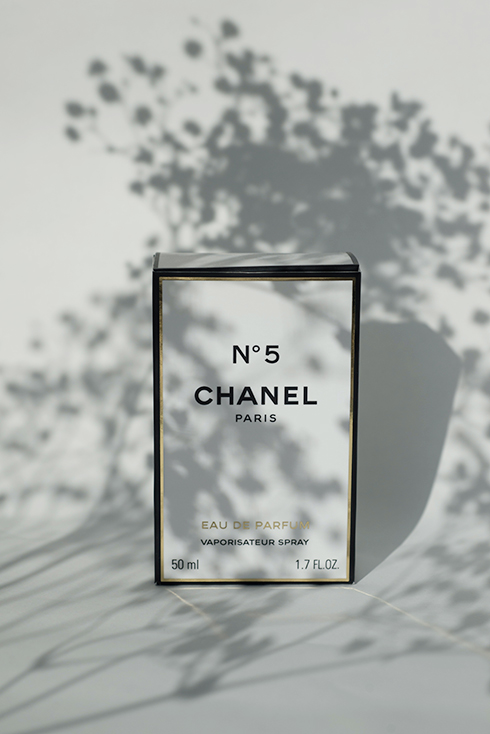 N°5
CHANEL
PARIS
EAU DE PARFUM
VAPORISATEUR SPRAY
50 ml 1.7 FL.OZ.